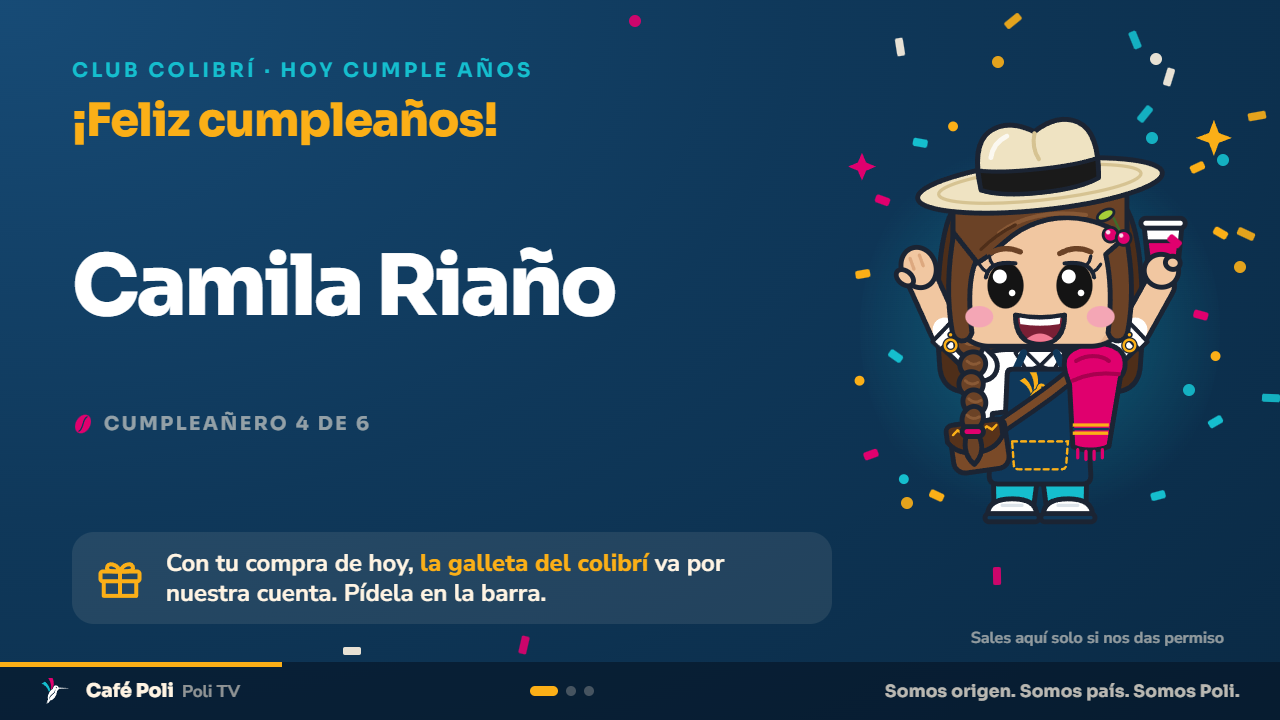 CLUB COLIBRÍ · HOY CUMPLE AÑOS
¡Feliz cumpleaños!
Camila Riaño
CUMPLEAÑERO 4 DE 6
Con tu compra de hoy, la galleta del colibrí va por
nuestra cuenta. Pídela en la barra.
Sales aquí solo si nos das permiso
Café Poli Poli TV
Somos origen. Somos país. Somos Poli.